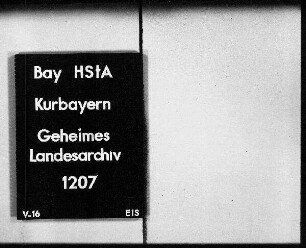 Bay HStA
Kurbayern
Geheimes
Landesarchiv
1207
V-16 EIS